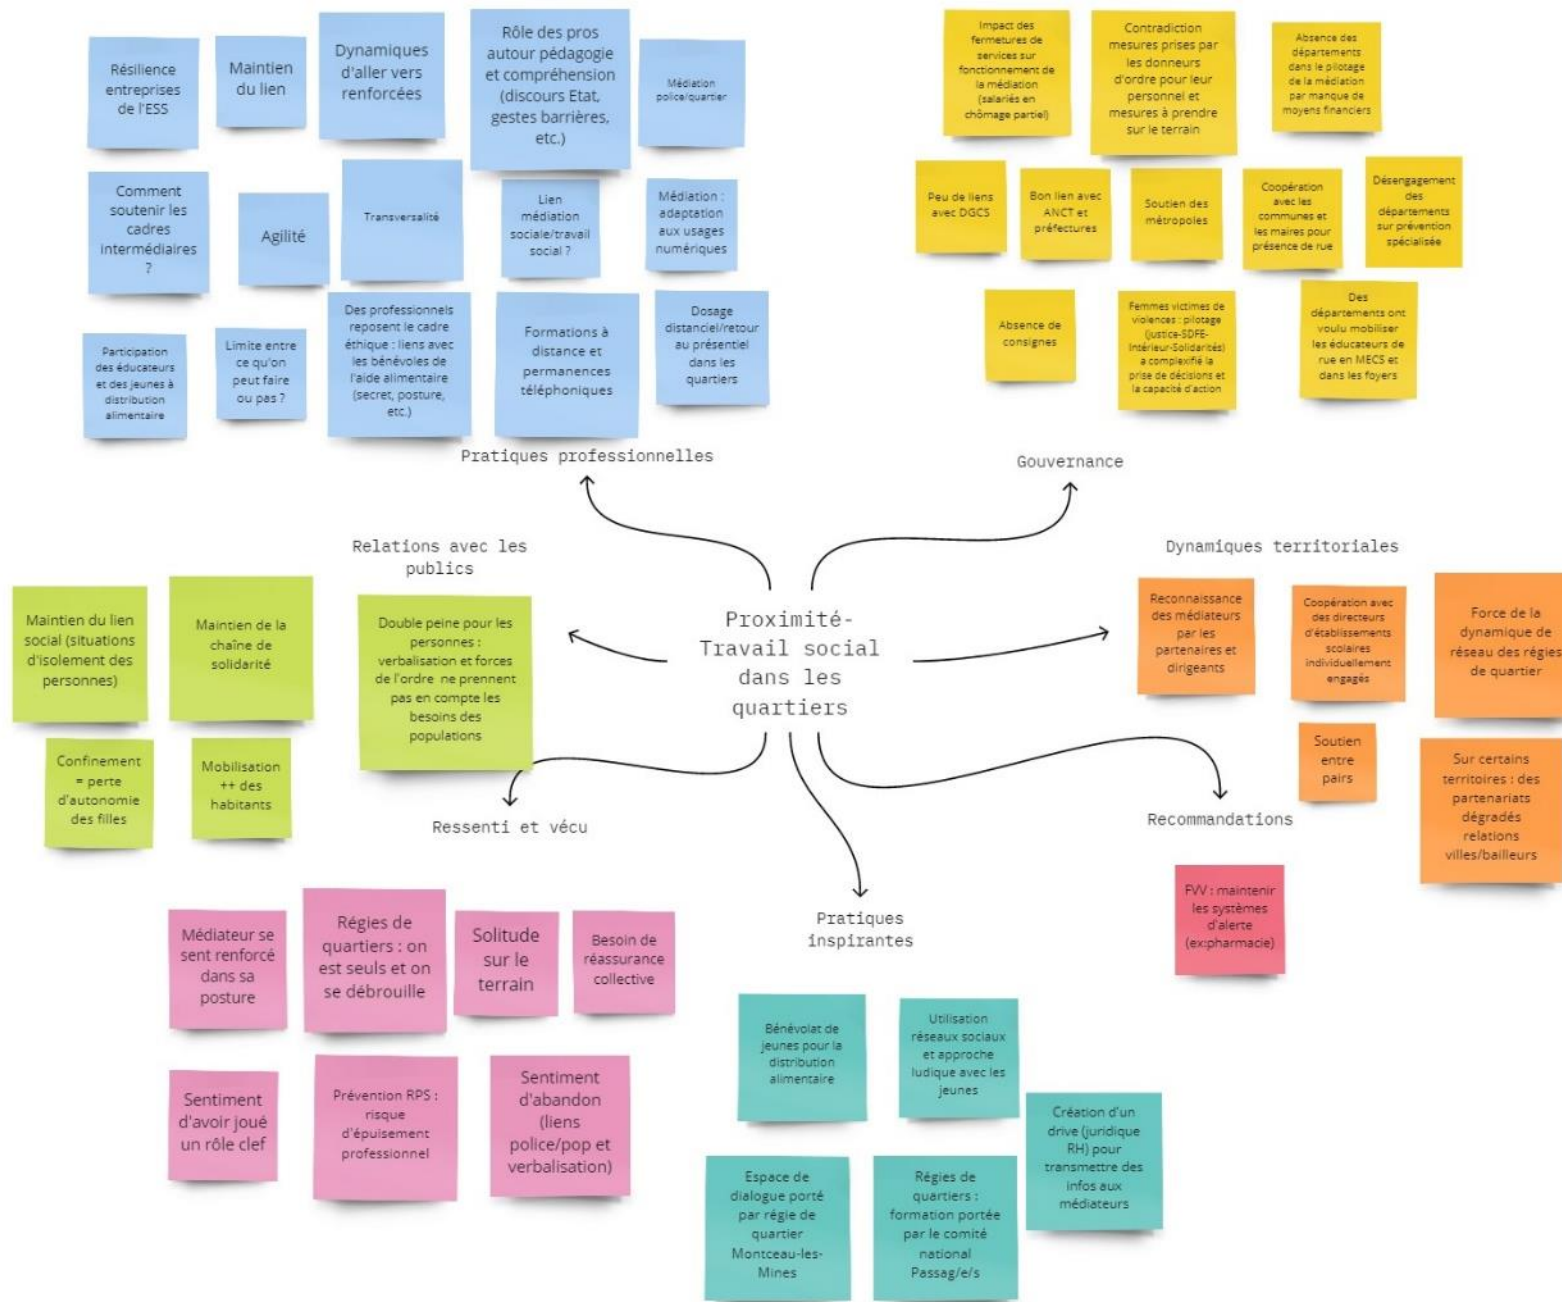 Résilience
entreprises
de l'ESS
Maintien
du lien
Dynamiques
d'aller vers
renforcées
Rôle des pros
autour pédagogie
et compréhension
(discours Etat,
gestes barrières,
etc.)
Médiation
police/quartier
Comment
soutenir les
cadres
intermédiaires
?
Agilité
Transversalité
Lien
médiation
sociale/travail
social ?
Médiation :
adaptation
aux usages
numériques
Participation
des éducateurs
et des jeunes à
distribution
alimentaire
Limite entre
ce qu'on
peut faire
ou pas ?
Des professionnels
reposent le cadre
éthique : liens avec
les bénévoles de
l'aide alimentaire
(secret, posture,
etc.)
Formations à
distance et
permanences
téléphoniques
Dosage
distanciel/retour
au présentiel
dans les
quartiers
Pratiques professionnelles
Impact des
fermetures de
services sur
fonctionnement de
la médiation
(salariés en
chômage partiel)
Contradiction
mesures prises par
les donneurs
d'ordre pour leur
personnel et
mesures à prendre
sur le terrain
Absence des
départements
dans le pilotage
de la médiation
par manque de
moyens financiers
Peu de liens
avec DGCS
Bon lien avec
ANCT et
préfectures
Soutien des
métropoles
Coopération
avec les
communes et
les maires pour
présence de rue
Désengagement
des
départements
sur prévention
spécialisée
Absence de
consignes
Femmes victimes de
violences : pilotage
(justice-SDFE-
Intérieur-Solidarités)
a complexifié la
prise de décisions et
la capacité d'action
Des
départements ont
voulu mobiliser
les éducateurs de
rue en MECS et
dans les foyers
Gouvernance
Relations avec les
publics
Maintien du lien
social (situations
d'isolement des
personnes)
Maintien de la
chaîne de
solidarité
Double peine pour les
personnes :
verbalisation et forces
de l'ordre ne prennent
pas en compte les
besoins des
populations
Confinement
= perte
d'autonomie
des filles
Mobilisation
++ des
habitants
Proximité-
Travail social
dans les
quartiers
Dynamiques territoriales
Reconnaissance
des médiateurs
par les
partenaires et
dirigeants
Coopération avec
des directeurs
d'établissements
scolaires
individuellement
engagés
Force de la
dynamique de
réseau des régies
de quartier
Soutien
entre
pairs
Sur certains
territoires : des
partenariats
dégradés
relations
villes/bailleurs
Ressenti et vécu
Médiateur se
sent renforcé
dans sa
posture
Régies de
quartiers : on
est seuls et on
se débrouille
Solitude
sur le
terrain
Besoin de
réassurance
collective
Sentiment
d'avoir joué
un rôle clef
Prévention RPS :
risque
d'épuisement
professionnel
Sentiment
d'abandon
(liens
police/pop et
verbalisation)
Pratiques
inspirantes
Bénévolat de
jeunes pour la
distribution
alimentaire
Utilisation
réseaux sociaux
et approche
ludique avec les
jeunes
Création d'un
drive (juridique
RH) pour
transmettre des
infos aux
médiateurs
Espace de
dialogue porté
par régie de
quartier
Montceau-les-
Mines
Régies de
quartiers :
formation portée
par le comité
national
Passag/e/s
Recommandations
FVV : maintenir
les systèmes
d'alerte
(ex:pharmacie)